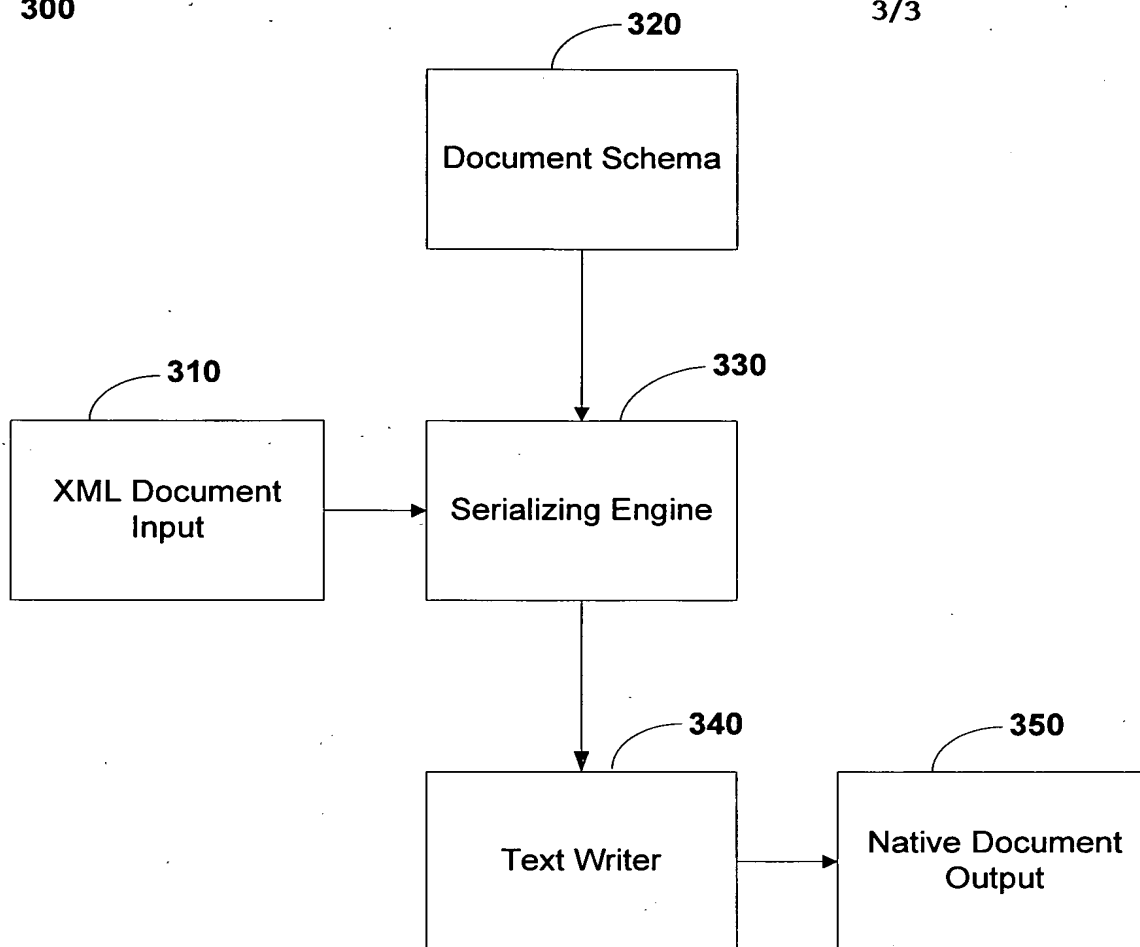 300
3/3
320
Document Schema
310
330
XML Document
Input
Serializing Engine
340
350
Text Writer
Native Document
Output